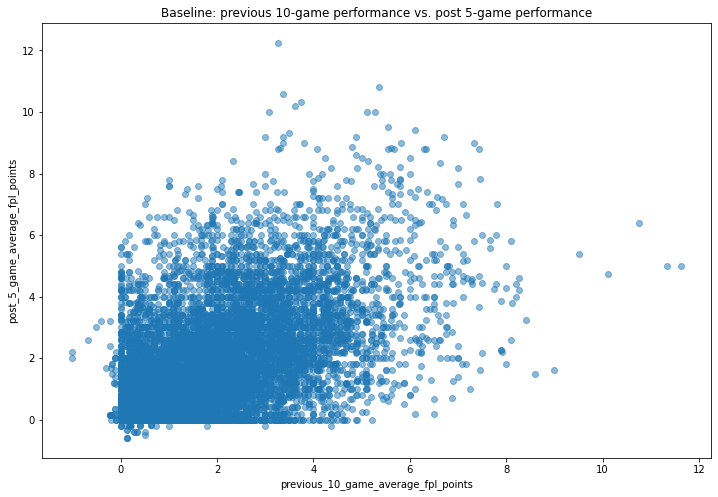 Baseline: previous 10-game performance vs. post 5-game performance
post_5_game_average_fpl_points
12
10
8
6
4
2
0
0 2 4 6 8 10 12
previous_10_game_average_fpl_points